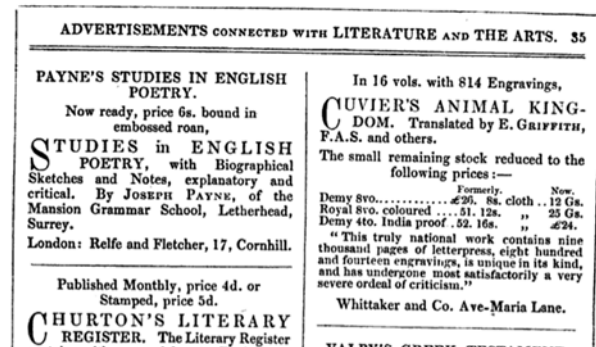 ADVERTISEMENTS CONNECTED WITH LITERATURE AND THE ARTS. 35
PAYNE'S STUDIES IN ENGLISH
POETRY.
Now ready, price 6s. bound in
embossed roan,
STUDIES in ENGLISH
POETRY, with Biographical
Sketches and Notes, explanatory and
critical. By JOSEPH PAYNE, of the
Mansion Grammar School, Letherhead,
Surrey.
London: Relfe and Fletcher, 17, Cornhill.
Published Monthly, price 4d. or
Stamped, price 5d.
CHURTON'S LITERARY
REGISTER. The Literary Register
In 16 vols. with 814 Engravings,
CUVIER'S ANIMAL KING-
DOM. Translated by E. GRIFFITH,
F.A.S. and others.
The small remaining stock reduced to the
following prices :—
Formerly. Now.
Demy 8vo............£26. 8s. cloth ..12 Gs.
Royal 8vo. coloured ....51. 12s. „ 25 Gs.
Demy 4to. India proof .52. 16s. „ £24.
"This truly national work contains nine
thousand pages of letterpress, eight hundred
and fourteen engravings, is unique in its kind,
and has undergone most satisfactorily a very
severe ordeal of criticism."
Whittaker and Co. Ave-Maria Lane.